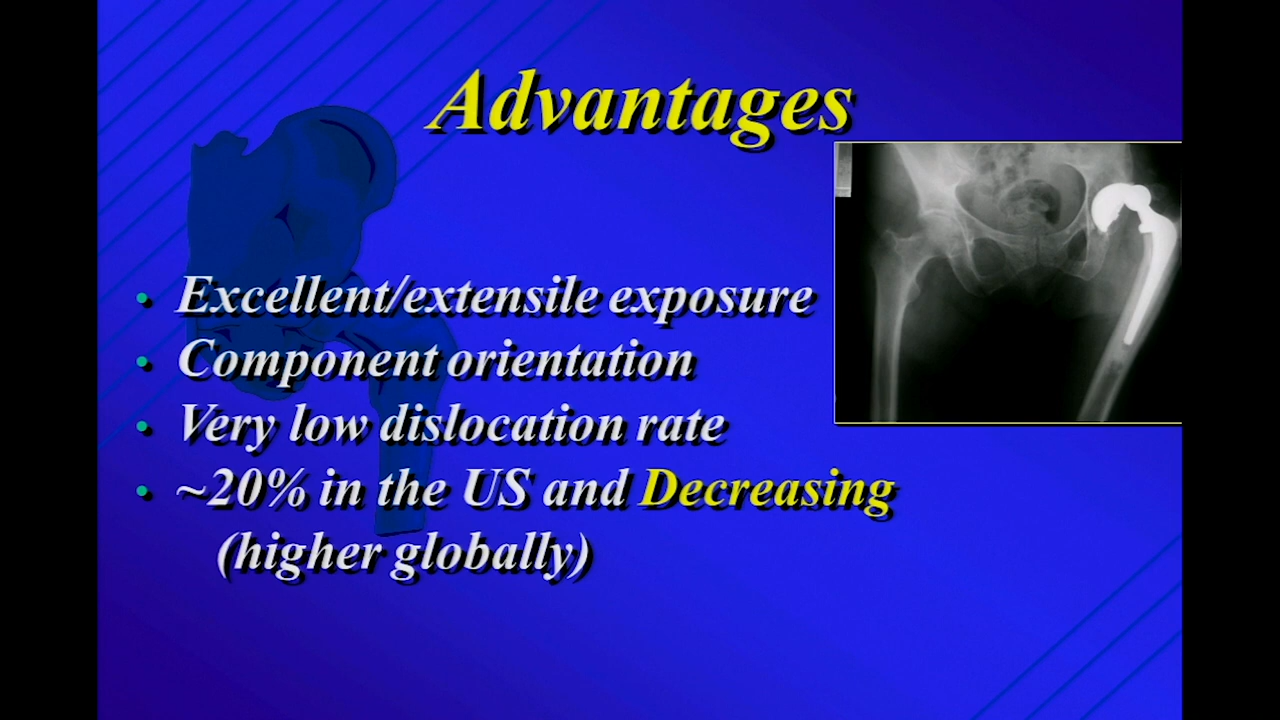 Advantages
• Excellent/extensile exposure
• Component orientation
• Very low dislocation rate
• ~20% in the US and Decreasing
(higher globally)